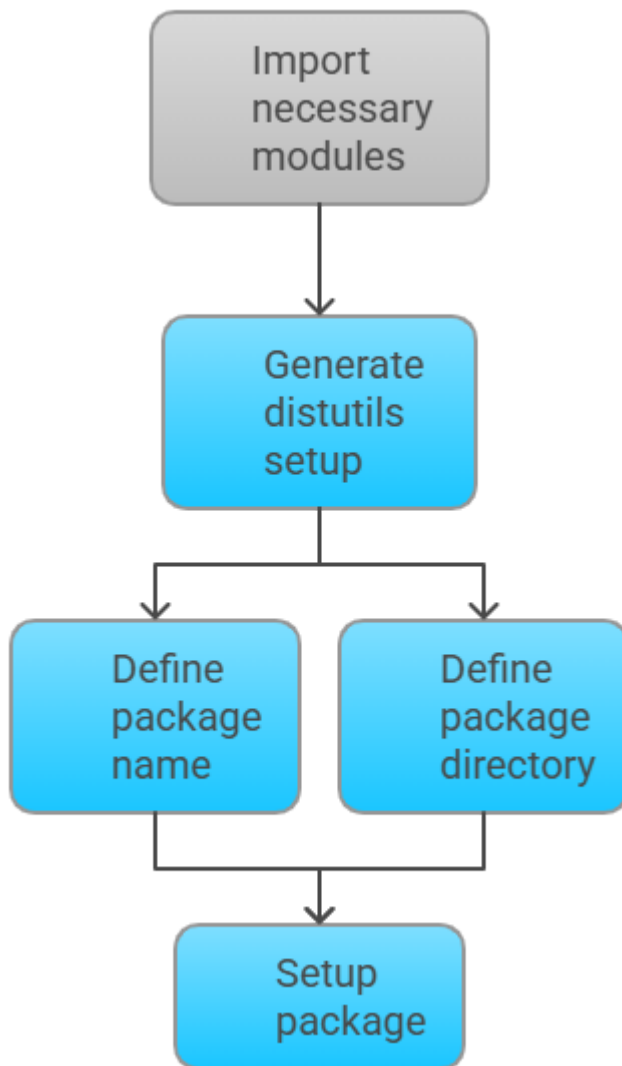 Import
necessary
modules
Generate
distutils
setup
Define
package
name
Define
package
directory
Setup
package